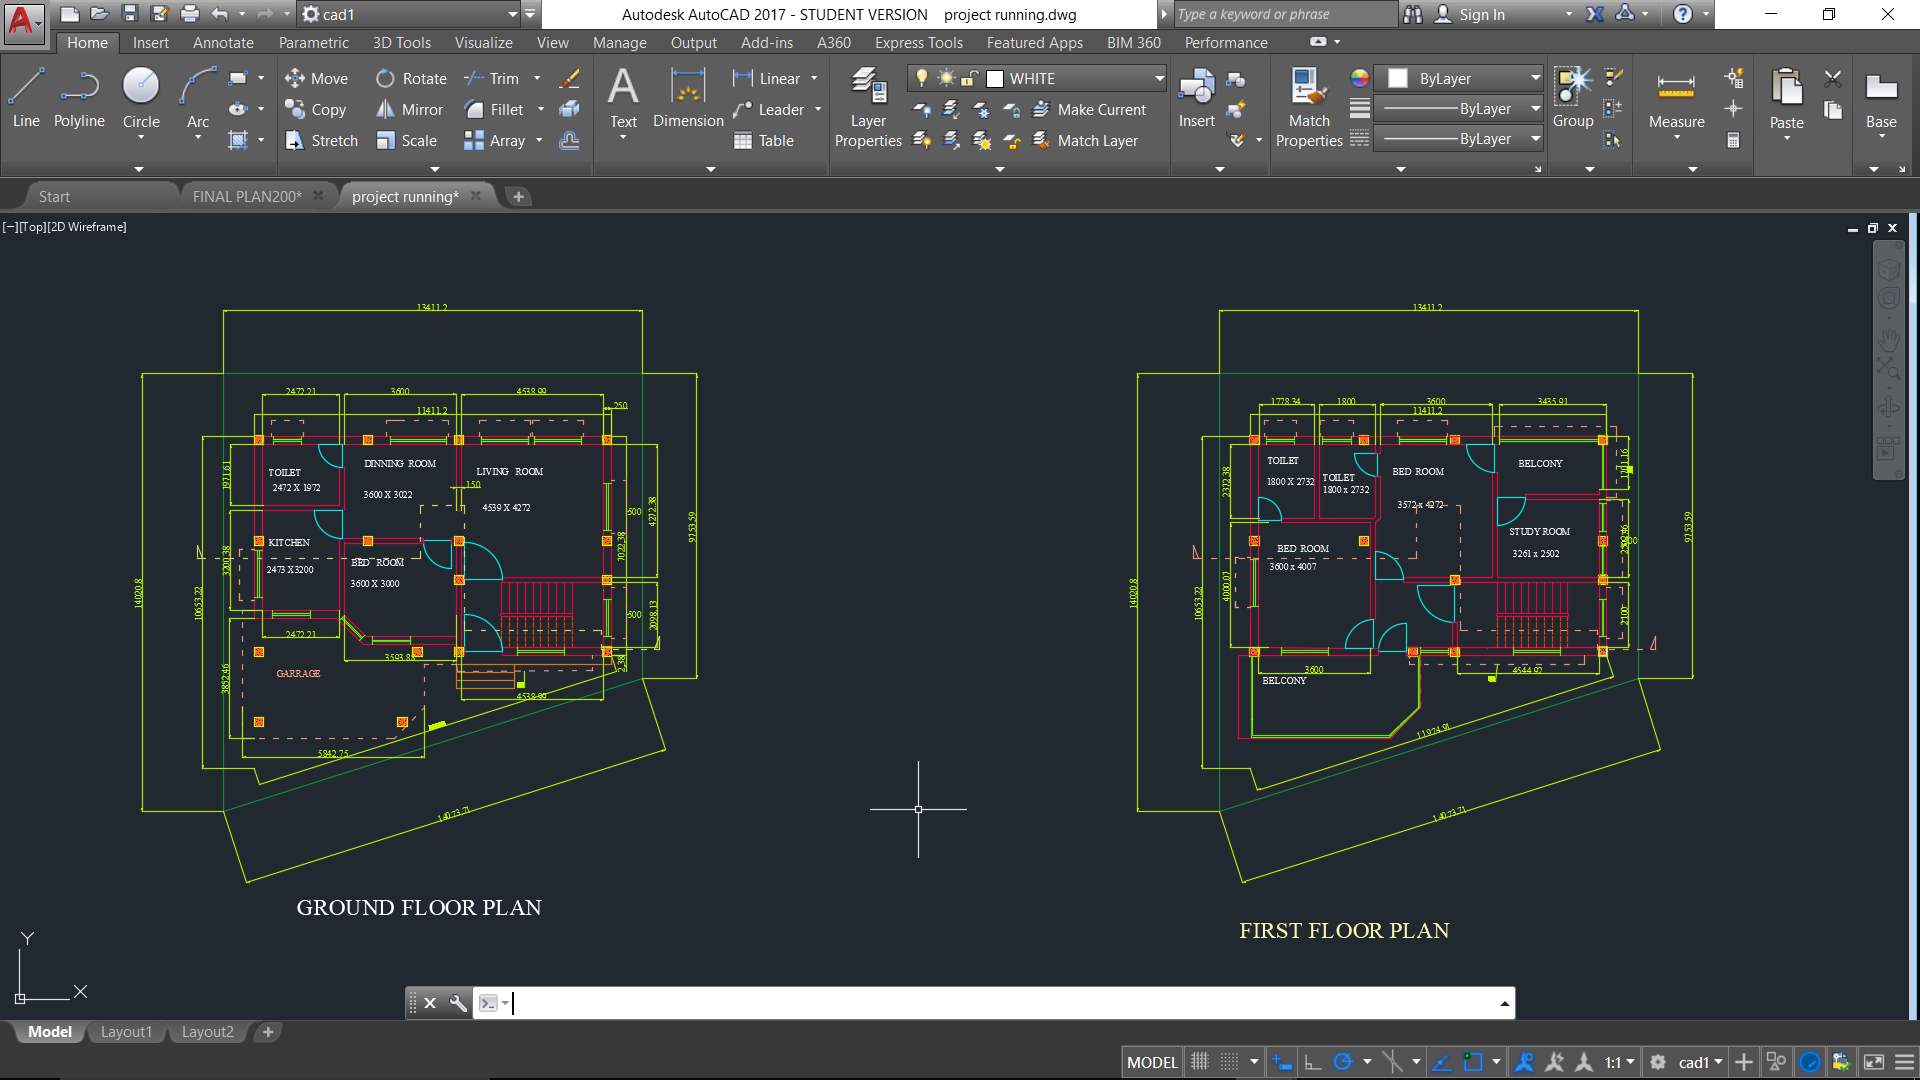 cad1
Autodesk AutoCAD 2017 - STUDENT VERSION project running.dwg
Type a keyword or phrase
Sign In
Home Insert Annotate Parametric 3D Tools Visualize View Manage Output Add-ins A360 Express Tools Featured Apps BIM 360 Performance
Line Polyline Circle Arc
Move Rotate Trim
Copy Mirror Fillet
Stretch Scale Array
Text Dimension
Linear
Leader
Table
Layer Properties
WHITE
Make Current
Match Layer
Insert
Match Properties
ByLayer
ByLayer
ByLayer
Group
Measure
Paste
Base
Start FINAL PLAN200* project running*
[−][Top][2D Wireframe]
13411.2
2472.21 3600 4538.99
250
11411.2
TOILET
2472 X 1972
DINNING ROOM
3600 X 3022
LIVING ROOM
4539 X 4272
150
KITCHEN
2473 X3200
BED ROOM
3600 X 3000
GARRAGE
1971.61
3200.38
3852.46
14020.8
10653.22
500
4272.38
7022.38
9753.59
500
2098.13
2472.21
3593.88
4538.99
5842.75
14073.71
GROUND FLOOR PLAN
13411.2
1778.34 1800 3600 3435.91
11411.2
TOILET
1800 X 2732
TOILET
1800 x 2732
BED ROOM
3572 x 4272
BELCONY
STUDY ROOM
3261 x 2502
BED ROOM
3600 x 4007
BELCONY
2372.38
4000.07
14020.8
10653.22
2100
9753.59
3600
4544.92
11974.91
14073.71
FIRST FLOOR PLAN
Y
X
Model Layout1 Layout2
MODEL
1:1
cad1